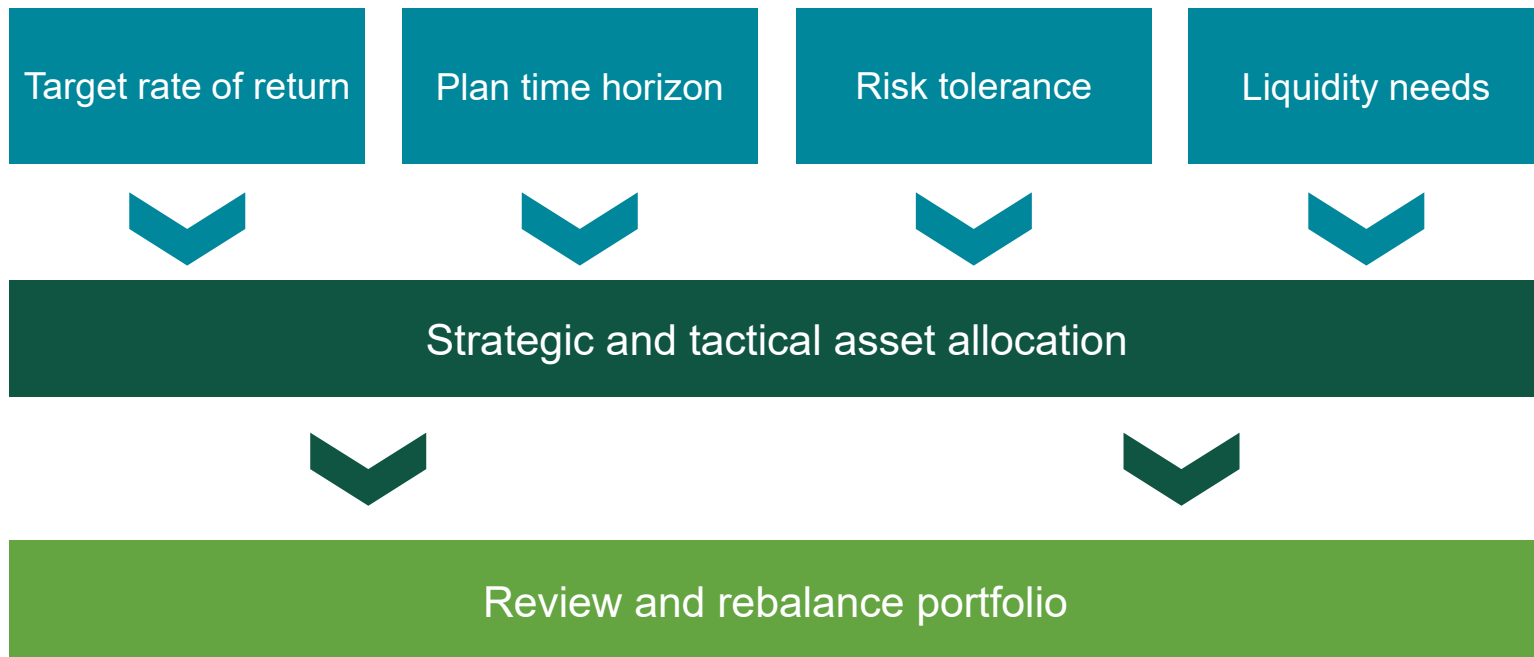 Target rate of return
Plan time horizon
Risk tolerance
Liquidity needs
Strategic and tactical asset allocation
Review and rebalance portfolio